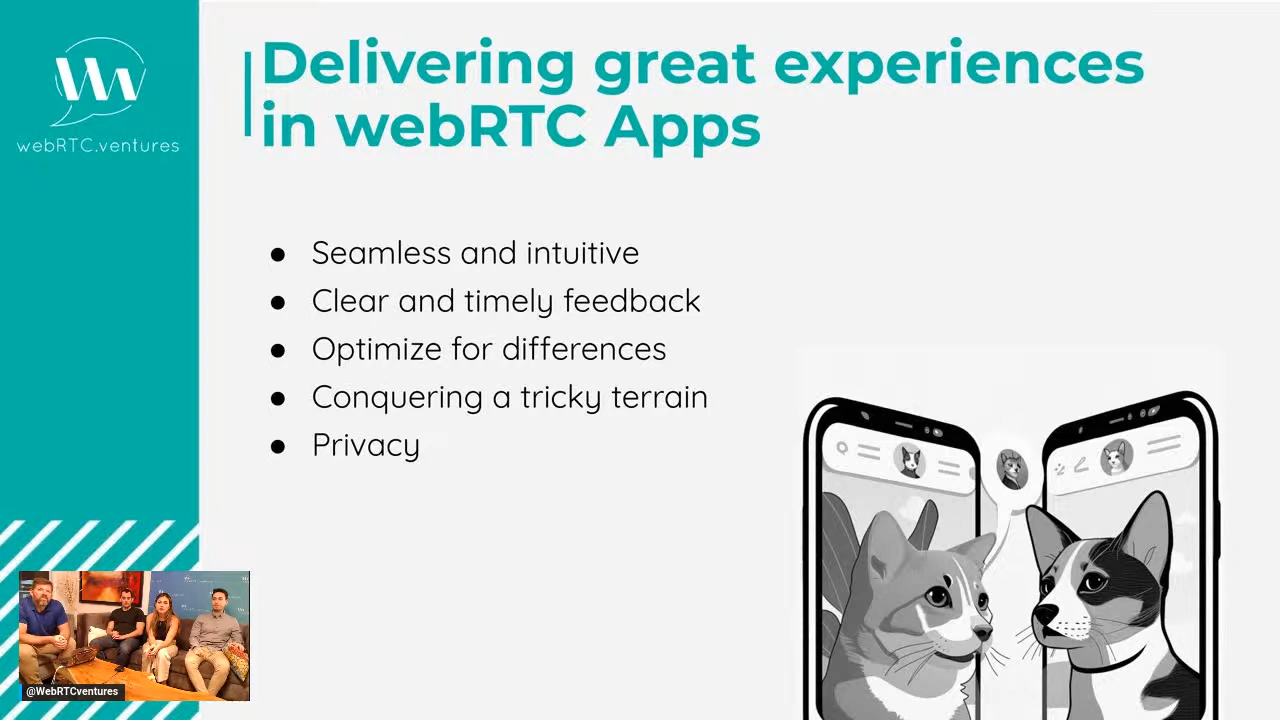 webRTC.ventures
Delivering great experiences
in webRTC Apps
● Seamless and intuitive
● Clear and timely feedback
● Optimize for differences
● Conquering a tricky terrain
● Privacy
@WebRTCventures